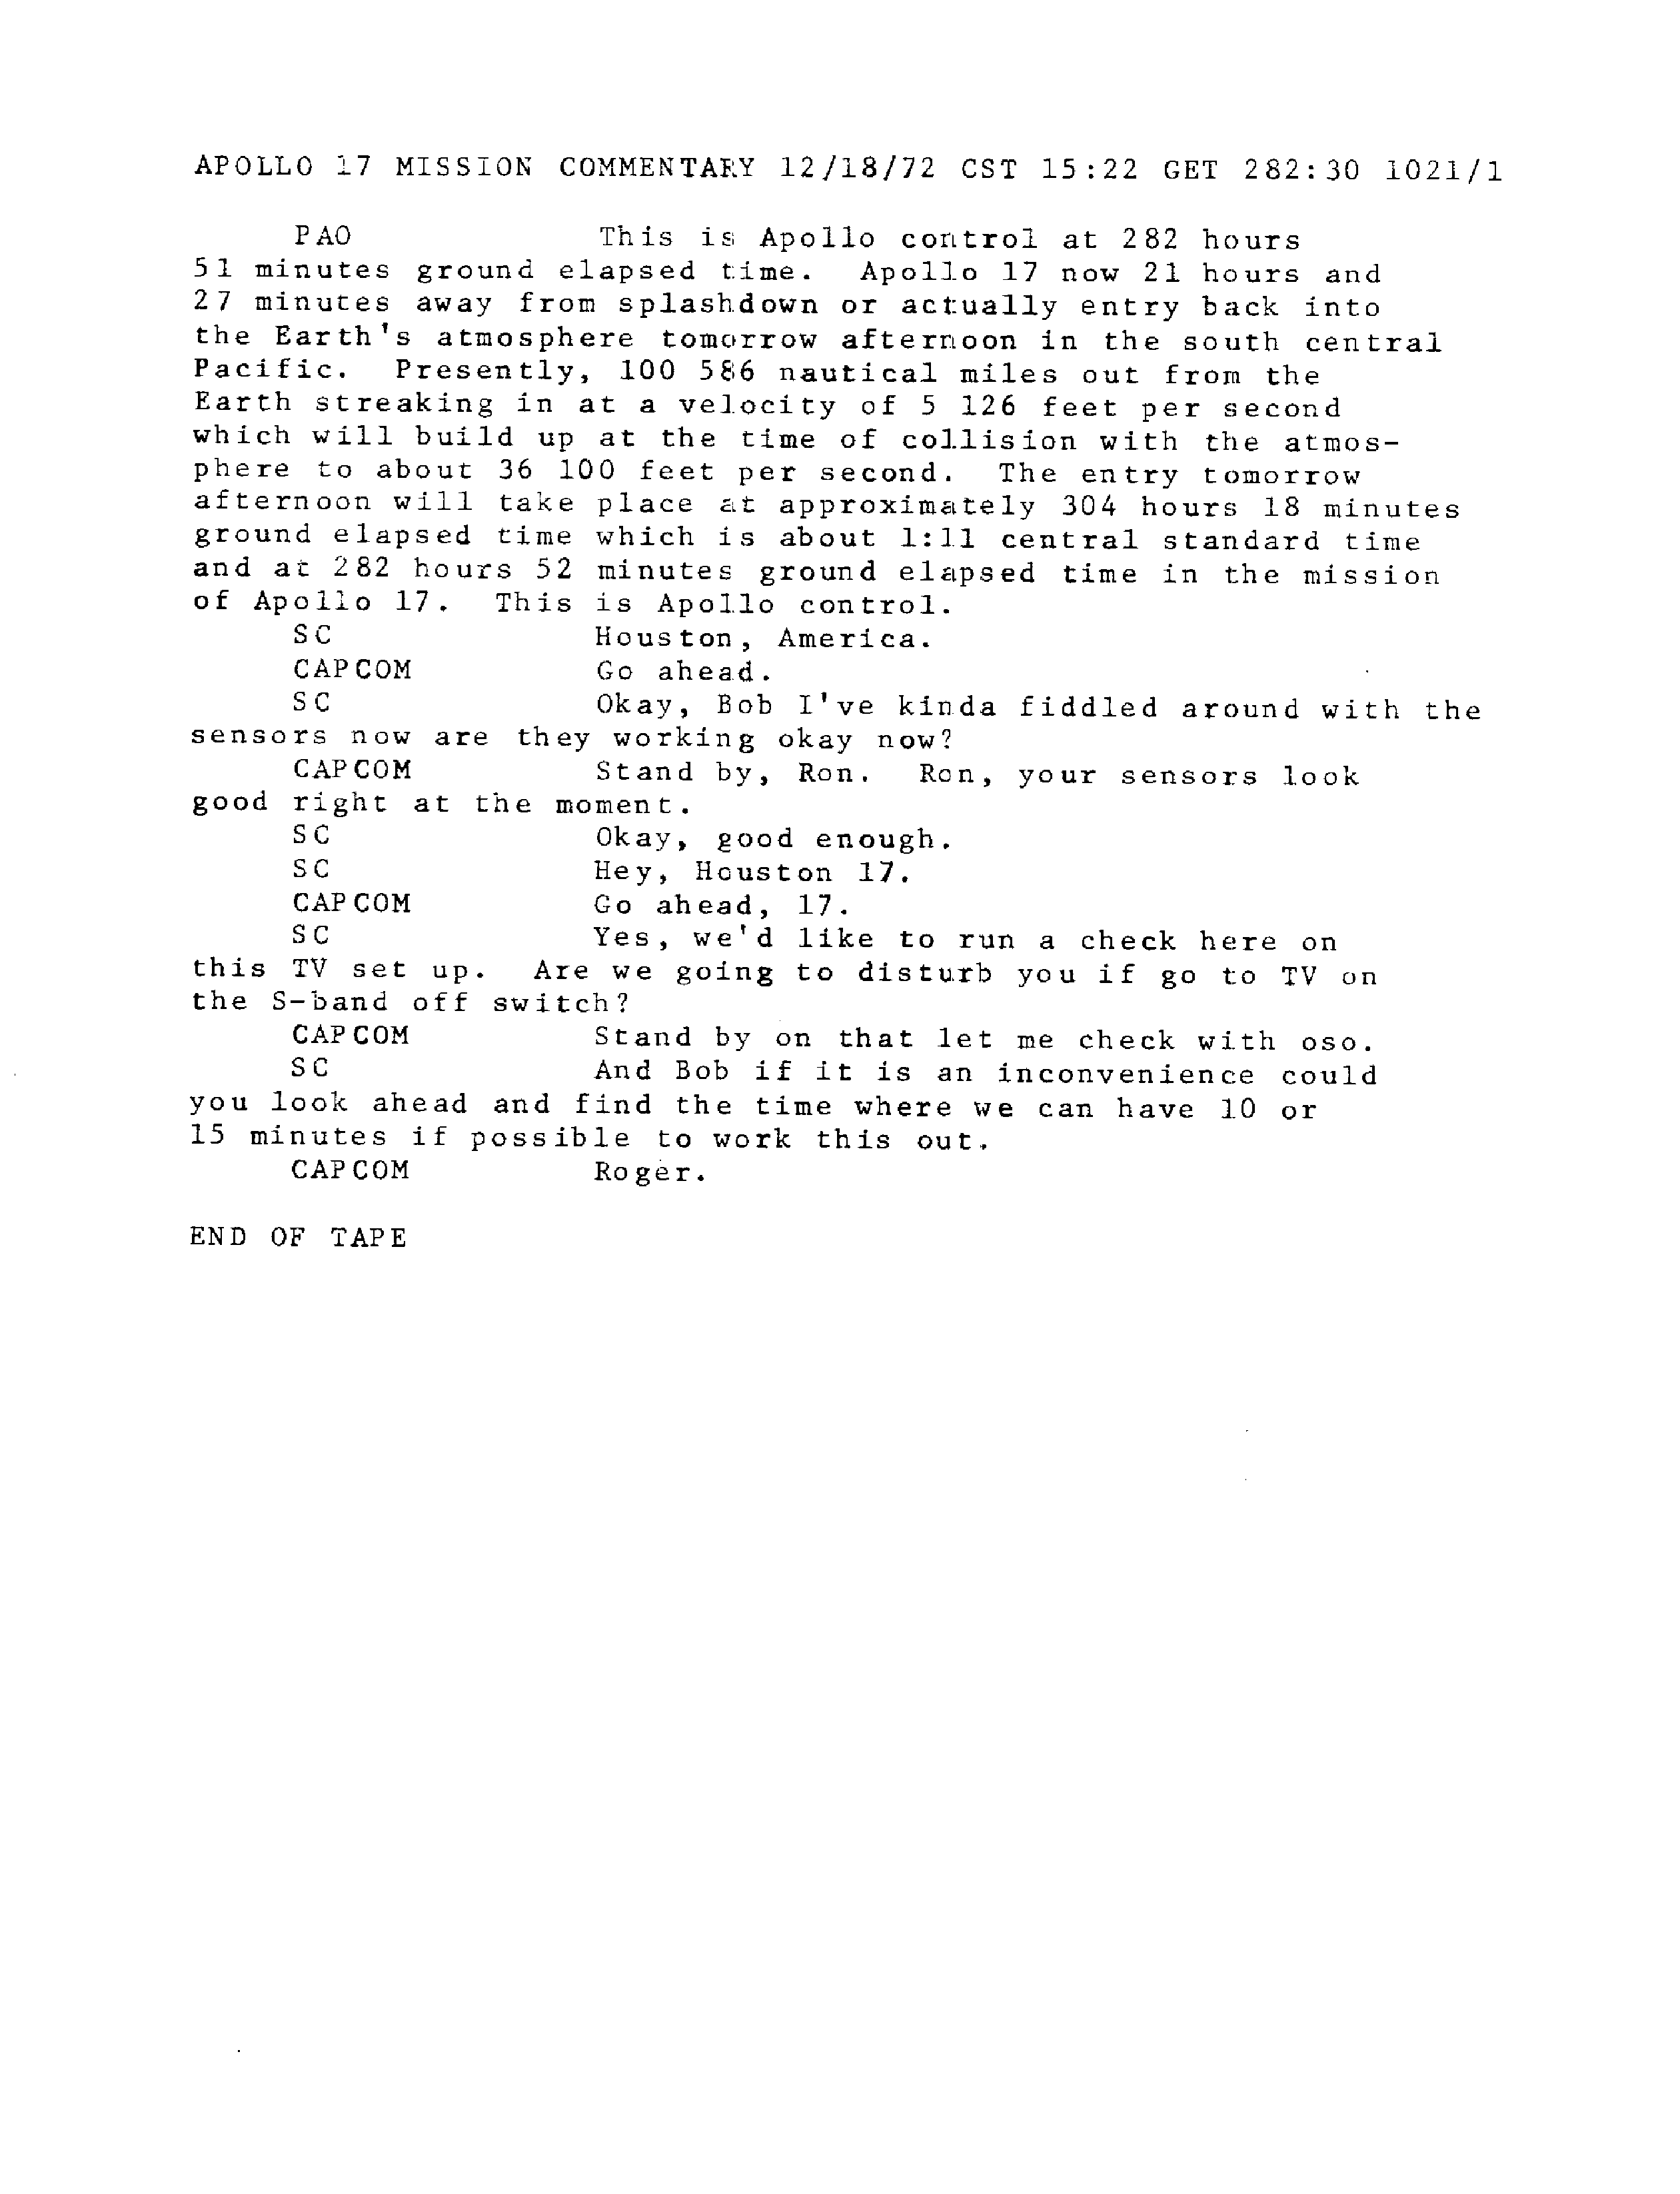 APOLLO 17 MISSION COMMENTARY 12/18/72 CST 15:22 GET 282:30 1021/1
PAO This is Apollo control at 282 hours
51 minutes ground elapsed time. Apollo 17 now 21 hours and
27 minutes away from splashdown or actually entry back into
the Earth's atmosphere tomorrow afternoon in the south central
Pacific. Presently, 100 586 nautical miles out from the
Earth streaking in at a velocity of 5 126 feet per second
which will build up at the time of collision with the atmos-
phere to about 36 100 feet per second. The entry tomorrow
afternoon will take place at approximately 304 hours 18 minutes
ground elapsed time which is about 1:11 central standard time
and at 282 hours 52 minutes ground elapsed time in the mission
of Apollo 17. This is Apollo control.
SC Houston, America.
CAPCOM Go ahead.
SC Okay, Bob I've kinda fiddled around with the
sensors now are they working okay now?
CAPCOM Stand by, Ron. Ron, your sensors look
good right at the moment.
SC Okay, good enough.
SC Hey, Houston 17.
CAPCOM Go ahead, 17.
SC Yes, we'd like to run a check here on
this TV set up. Are we going to disturb you if go to TV on
the S-band off switch?
CAPCOM Stand by on that let me check with oso.
SC And Bob if it is an inconvenience could
you look ahead and find the time where we can have 10 or
15 minutes if possible to work this out.
CAPCOM Roger.
END OF TAPE